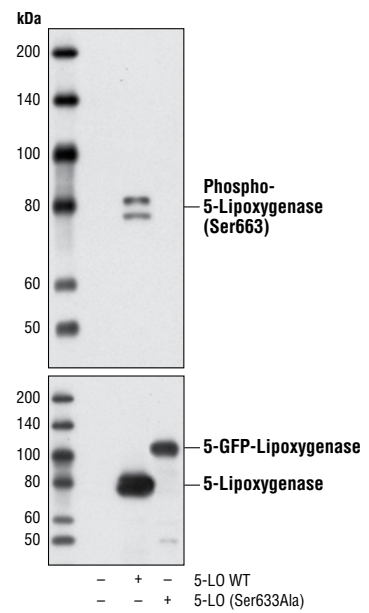 kDa
200
140
100
80
60
50
Phospho-
5-Lipoxygenase
(Ser663)
200
140
100
80
60
50
5-GFP-Lipoxygenase
5-Lipoxygenase
– + – 5-LO WT
– – + 5-LO (Ser633Ala)